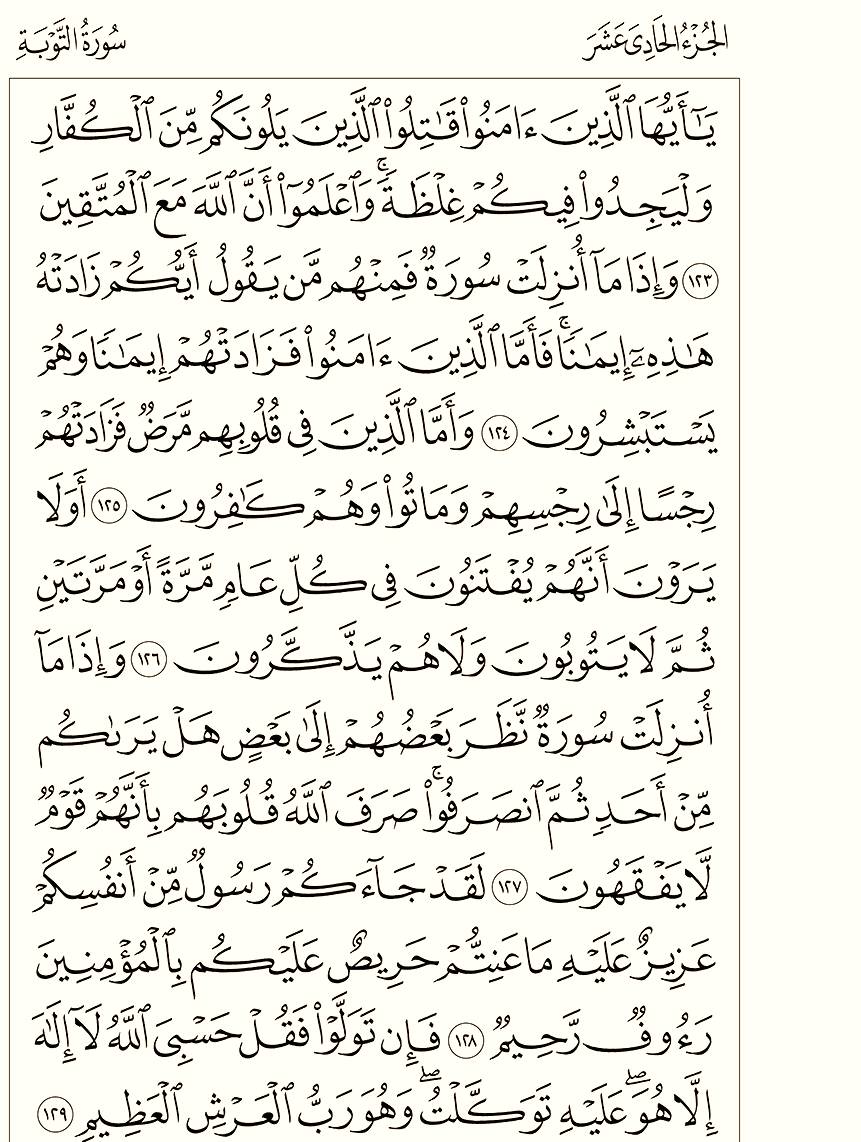 الجُزْءُ الحَادِي عَشَرَ
سُورَةُ التَّوْبَةِ
يَـٰٓأَيُّهَا ٱلَّذِينَ ءَامَنُوا۟ قَـٰتِلُوا۟ ٱلَّذِينَ يَلُونَكُم مِّنَ ٱلْكُفَّارِ
وَلْيَجِدُوا۟ فِيكُمْ غِلْظَةً ۚ وَٱعْلَمُوٓا۟ أَنَّ ٱللَّهَ مَعَ ٱلْمُتَّقِينَ
١٢٣ وَإِذَا مَآ أُنزِلَتْ سُورَةٌ فَمِنْهُم مَّن يَقُولُ أَيُّكُمْ زَادَتْهُ
هَـٰذِهِۦٓ إِيمَـٰنًا ۚ فَأَمَّا ٱلَّذِينَ ءَامَنُوا۟ فَزَادَتْهُمْ إِيمَـٰنًا وَهُمْ
يَسْتَبْشِرُونَ ١٢٤ وَأَمَّا ٱلَّذِينَ فِى قُلُوبِهِم مَّرَضٌ فَزَادَتْهُمْ
رِجْسًا إِلَىٰ رِجْسِهِمْ وَمَاتُوا۟ وَهُمْ كَـٰفِرُونَ ١٢٥ أَوَلَا
يَرَوْنَ أَنَّهُمْ يُفْتَنُونَ فِى كُلِّ عَامٍ مَّرَّةً أَوْ مَرَّتَيْنِ
ثُمَّ لَا يَتُوبُونَ وَلَا هُمْ يَذَّكَّرُونَ ١٢٦ وَإِذَا مَآ
أُنزِلَتْ سُورَةٌ نَّظَرَ بَعْضُهُمْ إِلَىٰ بَعْضٍ هَلْ يَرَىٰكُم
مِّنْ أَحَدٍ ثُمَّ ٱنصَرَفُوا۟ ۚ صَرَفَ ٱللَّهُ قُلُوبَهُم بِأَنَّهُمْ قَوْمٌ
لَّا يَفْقَهُونَ ١٢٧ لَقَدْ جَآءَكُمْ رَسُولٌ مِّنْ أَنفُسِكُمْ
عَزِيزٌ عَلَيْهِ مَا عَنِتُّمْ حَرِيصٌ عَلَيْكُم بِٱلْمُؤْمِنِينَ
رَءُوفٌ رَّحِيمٌ ١٢٨ فَإِن تَوَلَّوْا۟ فَقُلْ حَسْبِىَ ٱللَّهُ لَآ إِلَـٰهَ
إِلَّا هُوَ ۖ عَلَيْهِ تَوَكَّلْتُ ۖ وَهُوَ رَبُّ ٱلْعَرْشِ ٱلْعَظِيمِ ١٢٩